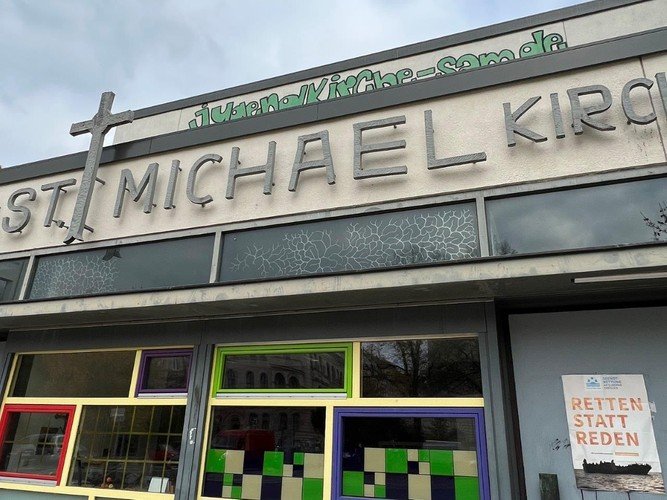 jugendkirche-sam.de
ST. MICHAEL KIRC
RETTEN
STATT
REDEN